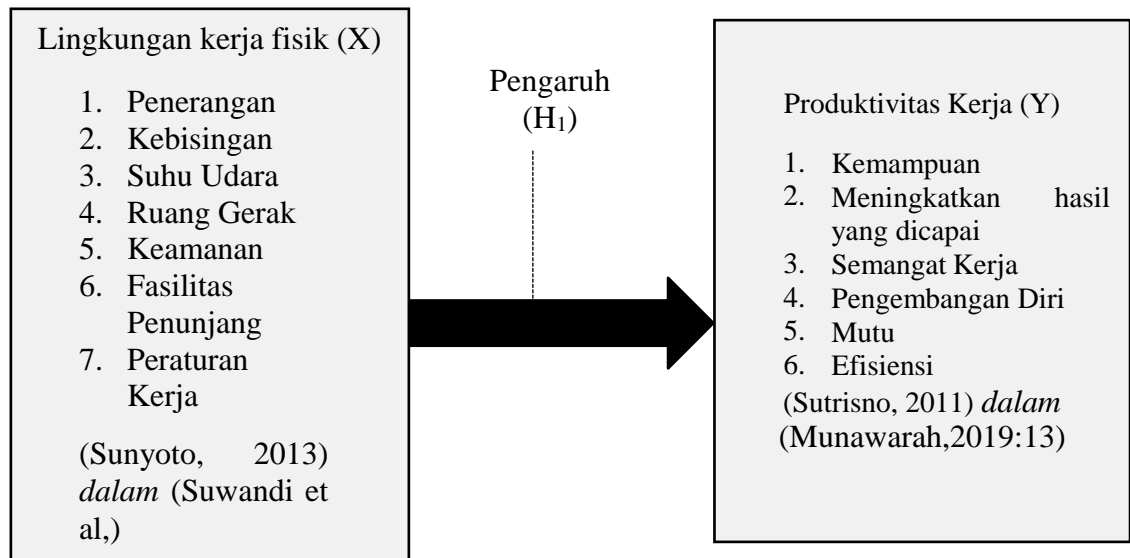 Lingkungan kerja fisik (X)
1. Penerangan
2. Kebisingan
3. Suhu Udara
4. Ruang Gerak
5. Keamanan
6. Fasilitas
Penunjang
7. Peraturan
Kerja
(Sunyoto, 2013)
dalam (Suwandi et
al,)
Pengaruh
(H₁)
Produktivitas Kerja (Y)
1. Kemampuan
2. Meningkatkan hasil
yang dicapai
3. Semangat Kerja
4. Pengembangan Diri
5. Mutu
6. Efisiensi
(Sutrisno, 2011) dalam
(Munawarah,2019:13)